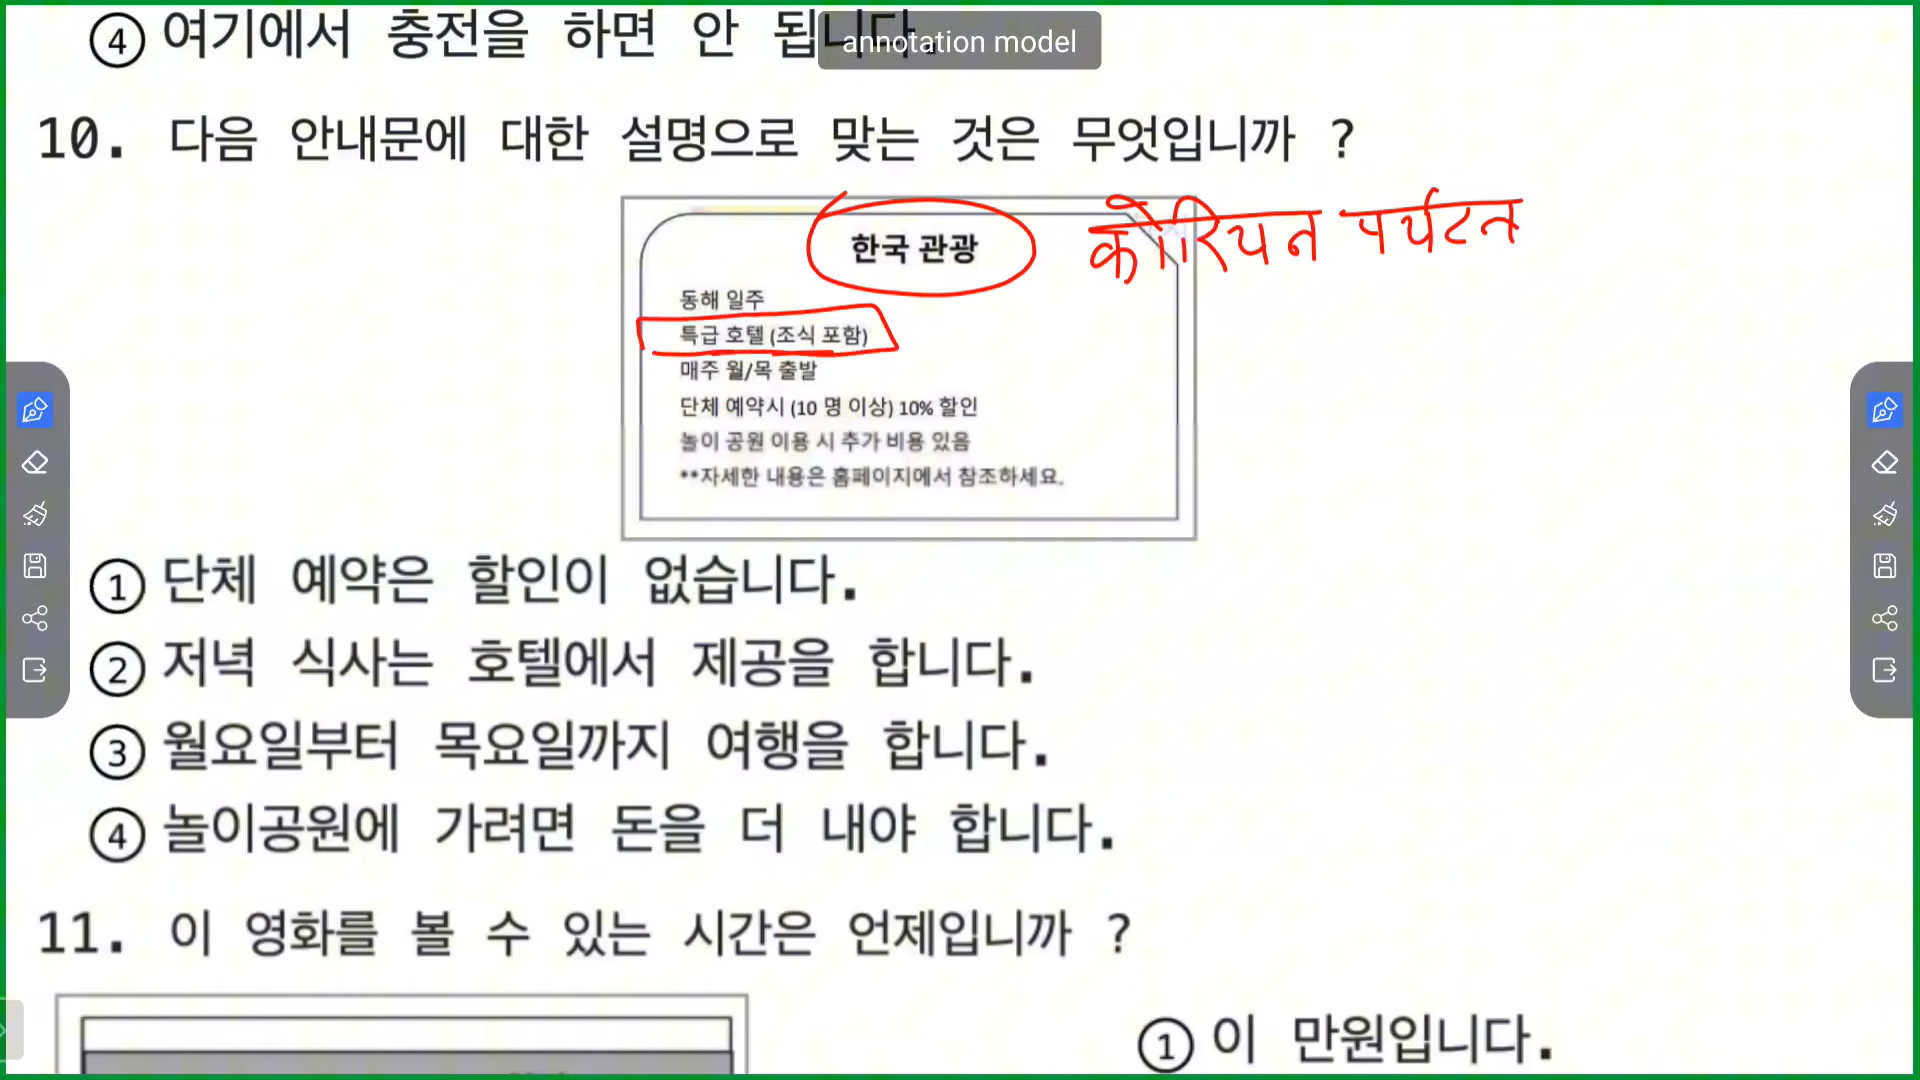 ④ 여기에서 충전을 하면 안 됩니다.
annotation model
10. 다음 안내문에 대한 설명으로 맞는 것은 무엇입니까 ?
한국 관광
कोरियन पर्यटन
동해 일주
특급 호텔 (조식 포함)
매주 월/목 출발
단체 예약시 (10 명 이상) 10% 할인
놀이 공원 이용 시 추가 비용 있음
**자세한 내용은 홈페이지에서 참조하세요.
① 단체 예약은 할인이 없습니다.
② 저녁 식사는 호텔에서 제공을 합니다.
③ 월요일부터 목요일까지 여행을 합니다.
④ 놀이공원에 가려면 돈을 더 내야 합니다.
11. 이 영화를 볼 수 있는 시간은 언제입니까 ?
① 이 만원입니다.